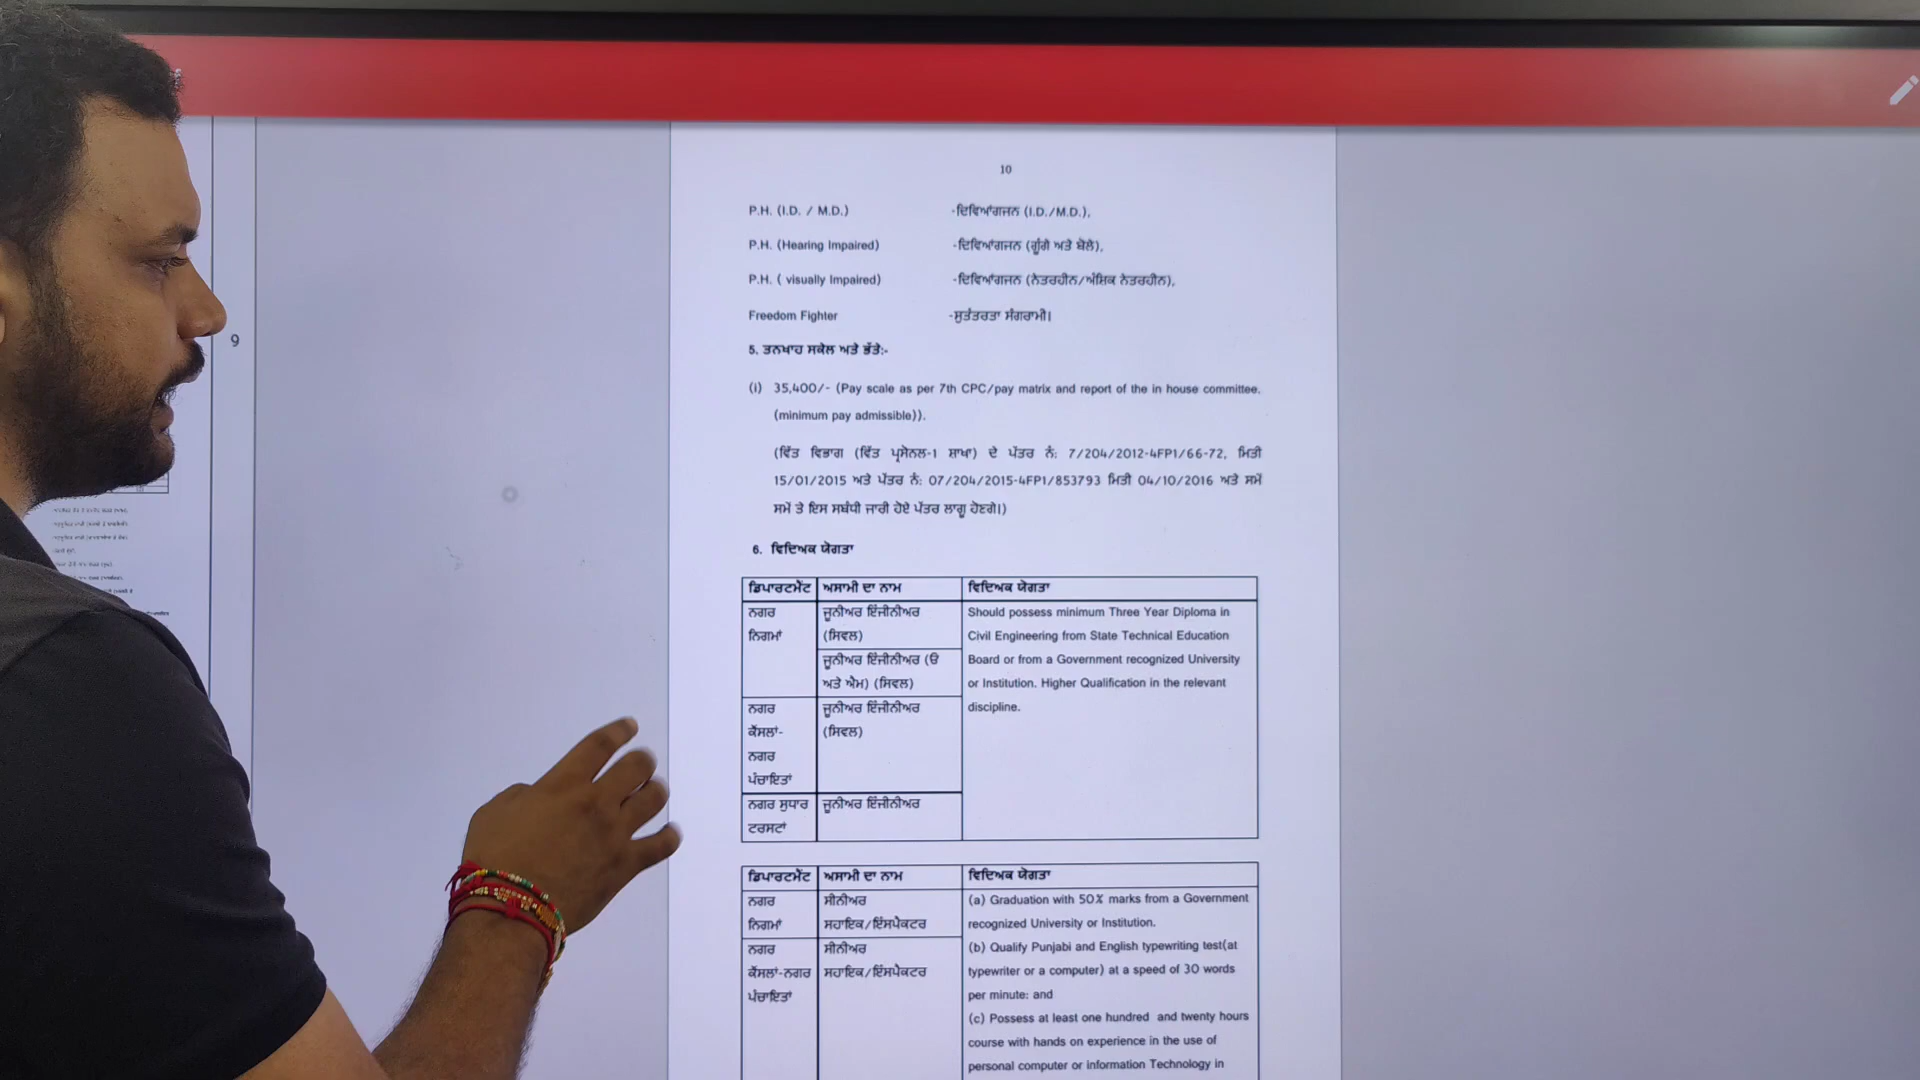 10
P.H. (I.D. / M.D.) -ਦਿਵਿਆਂਗਜਨ (I.D./M.D.),
P.H. (Hearing Impaired) -ਦਿਵਿਆਂਗਜਨ (ਗੂੰਗੇ ਅਤੇ ਬੋਲੇ),
P.H. ( visually Impaired) -ਦਿਵਿਆਂਗਜਨ (ਨੇਤਰਹੀਨ/ਅੰਸ਼ਿਕ ਨੇਤਰਹੀਨ),
Freedom Fighter -ਸੁਤੰਤਰਤਾ ਸੰਗਰਾਮੀ।
9
5. ਤਨਖਾਹ ਸਕੇਲ ਅਤੇ ਭੱਤੇ:-
(i) 35,400/- (Pay scale as per 7th CPC/pay matrix and report of the in house committee.
(minimum pay admissible)).
(ਵਿੱਤ ਵਿਭਾਗ (ਵਿੱਤ ਪ੍ਰਸੋਨਲ-1 ਸ਼ਾਖਾ) ਦੇ ਪੱਤਰ ਨੰ: 7/204/2012-4FP1/66-72, ਮਿਤੀ
15/01/2015 ਅਤੇ ਪੱਤਰ ਨੰ: 07/204/2015-4FP1/853793 ਮਿਤੀ 04/10/2016 ਅਤੇ ਸਮੇਂ
ਸਮੇਂ ਤੇ ਇਸ ਸਬੰਧੀ ਜਾਰੀ ਹੋਏ ਪੱਤਰ ਲਾਗੂ ਹੋਣਗੇ।)
6. ਵਿਦਿਅਕ ਯੋਗਤਾ
ਡਿਪਾਰਟਮੈਂਟ ਅਸਾਮੀ ਦਾ ਨਾਮ ਵਿਦਿਅਕ ਯੋਗਤਾ
ਨਗਰ ਜੂਨੀਅਰ ਇੰਜੀਨੀਅਰ Should possess minimum Three Year Diploma in
ਨਿਗਮਾਂ (ਸਿਵਲ) Civil Engineering from State Technical Education
ਜੂਨੀਅਰ ਇੰਜੀਨੀਅਰ (ਓ Board or from a Government recognized University
ਅਤੇ ਐਮ) (ਸਿਵਲ) or Institution. Higher Qualification in the relevant
ਨਗਰ ਜੂਨੀਅਰ ਇੰਜੀਨੀਅਰ discipline.
ਕੌਂਸਲਾਂ- (ਸਿਵਲ)
ਨਗਰ
ਪੰਚਾਇਤਾਂ
ਨਗਰ ਸੁਧਾਰ ਜੂਨੀਅਰ ਇੰਜੀਨੀਅਰ
ਟਰਸਟਾਂ
ਡਿਪਾਰਟਮੈਂਟ ਅਸਾਮੀ ਦਾ ਨਾਮ ਵਿਦਿਅਕ ਯੋਗਤਾ
ਨਗਰ ਸੀਨੀਅਰ (a) Graduation with 50% marks from a Government
ਨਿਗਮਾਂ ਸਹਾਇਕ/ਇੰਸਪੈਕਟਰ recognized University or Institution.
ਨਗਰ ਸੀਨੀਅਰ (b) Qualify Punjabi and English typewriting test(at
ਕੌਂਸਲਾਂ-ਨਗਰ ਸਹਾਇਕ/ਇੰਸਪੈਕਟਰ typewriter or a computer) at a speed of 30 words
ਪੰਚਾਇਤਾਂ per minute: and
(c) Possess at least one hundred and twenty hours
course with hands on experience in the use of
personal computer or information Technology in